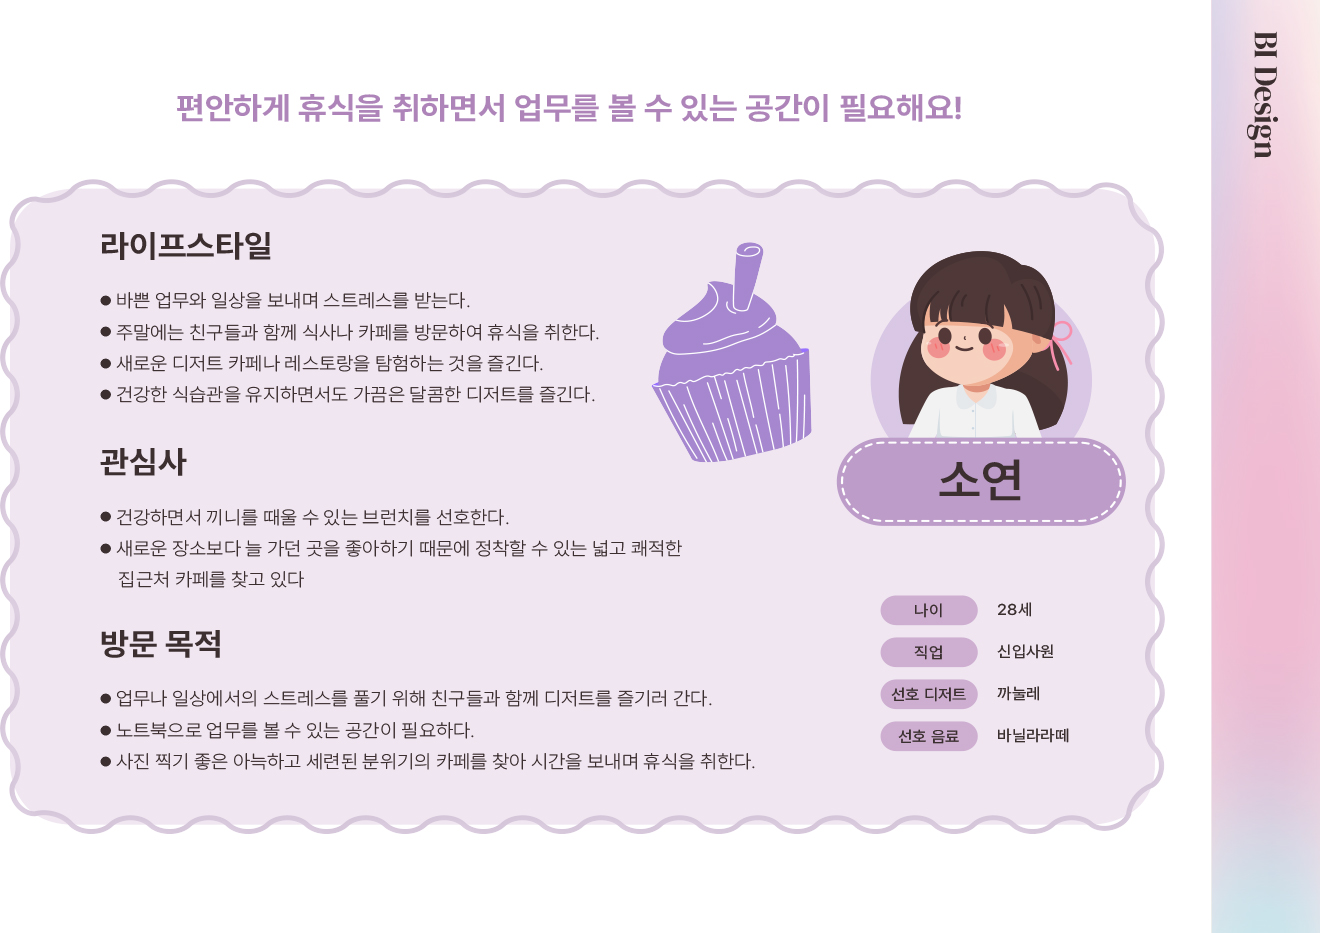 편안하게 휴식을 취하면서 업무를 볼 수 있는 공간이 필요해요!
BI Design
라이프스타일
● 바쁜 업무와 일상을 보내며 스트레스를 받는다.
● 주말에는 친구들과 함께 식사나 카페를 방문하여 휴식을 취한다.
● 새로운 디저트 카페나 레스토랑을 탐험하는 것을 즐긴다.
● 건강한 식습관을 유지하면서도 가끔은 달콤한 디저트를 즐긴다.
관심사
● 건강하면서 끼니를 때울 수 있는 브런치를 선호한다.
● 새로운 장소보다 늘 가던 곳을 좋아하기 때문에 정착할 수 있는 넓고 쾌적한
집근처 카페를 찾고 있다
방문 목적
● 업무나 일상에서의 스트레스를 풀기 위해 친구들과 함께 디저트를 즐기러 간다.
● 노트북으로 업무를 볼 수 있는 공간이 필요하다.
● 사진 찍기 좋은 아늑하고 세련된 분위기의 카페를 찾아 시간을 보내며 휴식을 취한다.
소연
나이 28세
직업 신입사원
선호 디저트 까눌레
선호 음료 바닐라라떼